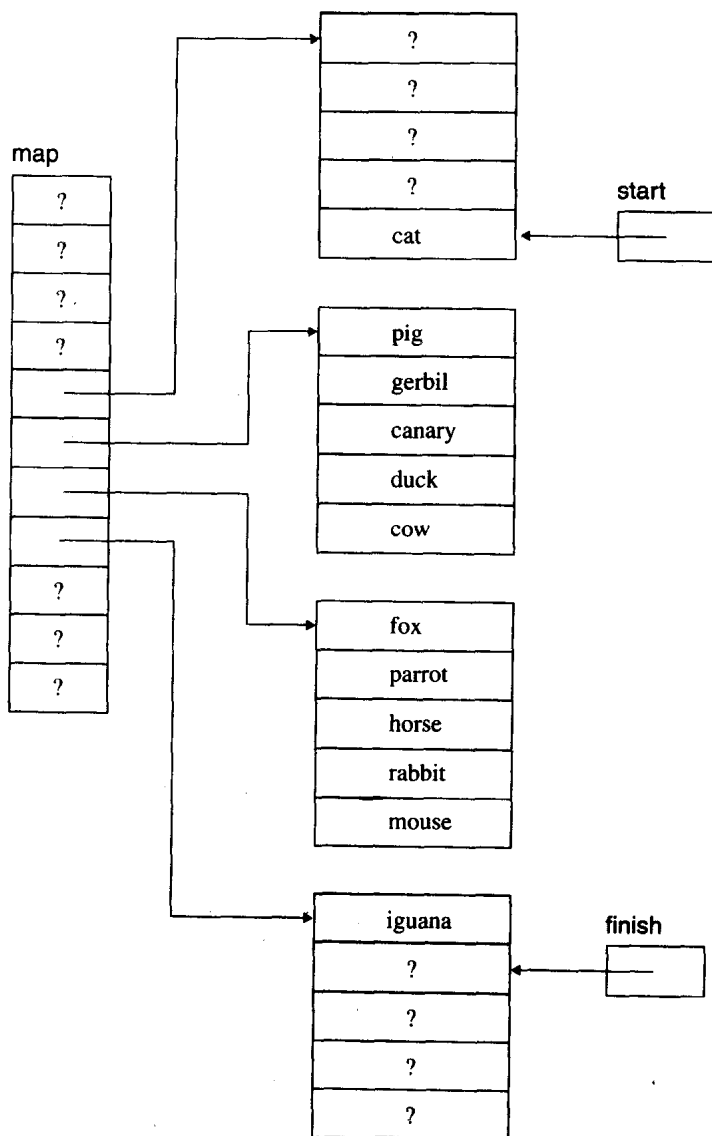 map
?
?
?
?
?
?
?
?
?
?
?
cat
start
pig
gerbil
canary
duck
cow
fox
parrot
horse
rabbit
mouse
iguana
?
?
?
?
finish